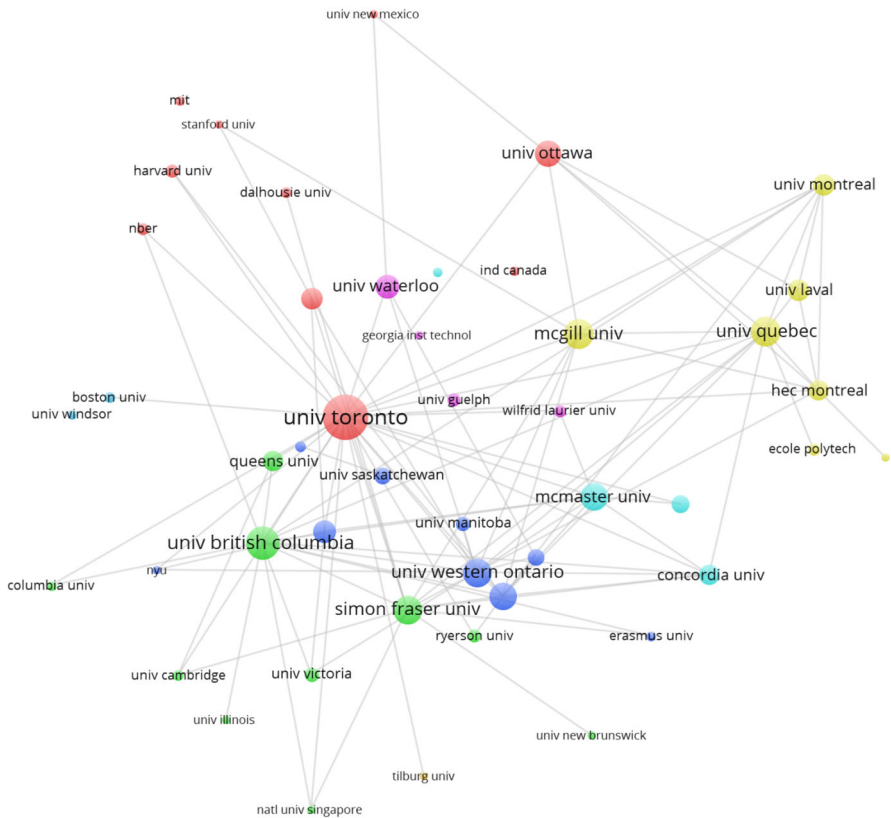 univ new mexico
mit
stanford univ
univ ottawa
harvard univ
univ montreal
dalhousie univ
nber
ind canada
univ waterloo
univ laval
georgia inst technol
mcgill univ
univ quebec
hec montreal
boston univ
univ guelph
wilfrid laurier univ
univ windsor
univ toronto
ecole polytech
queens univ
univ saskatchewan
mcmaster univ
univ manitoba
univ british columbia
nyu
univ western ontario
concordia univ
columbia univ
simon fraser univ
ryerson univ
erasmus univ
univ cambridge
univ victoria
univ illinois
univ new brunswick
tilburg univ
natl univ singapore